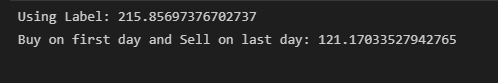 Using Label: 215.85697376702737
Buy on first day and Sell on last day: 121.17033527942765